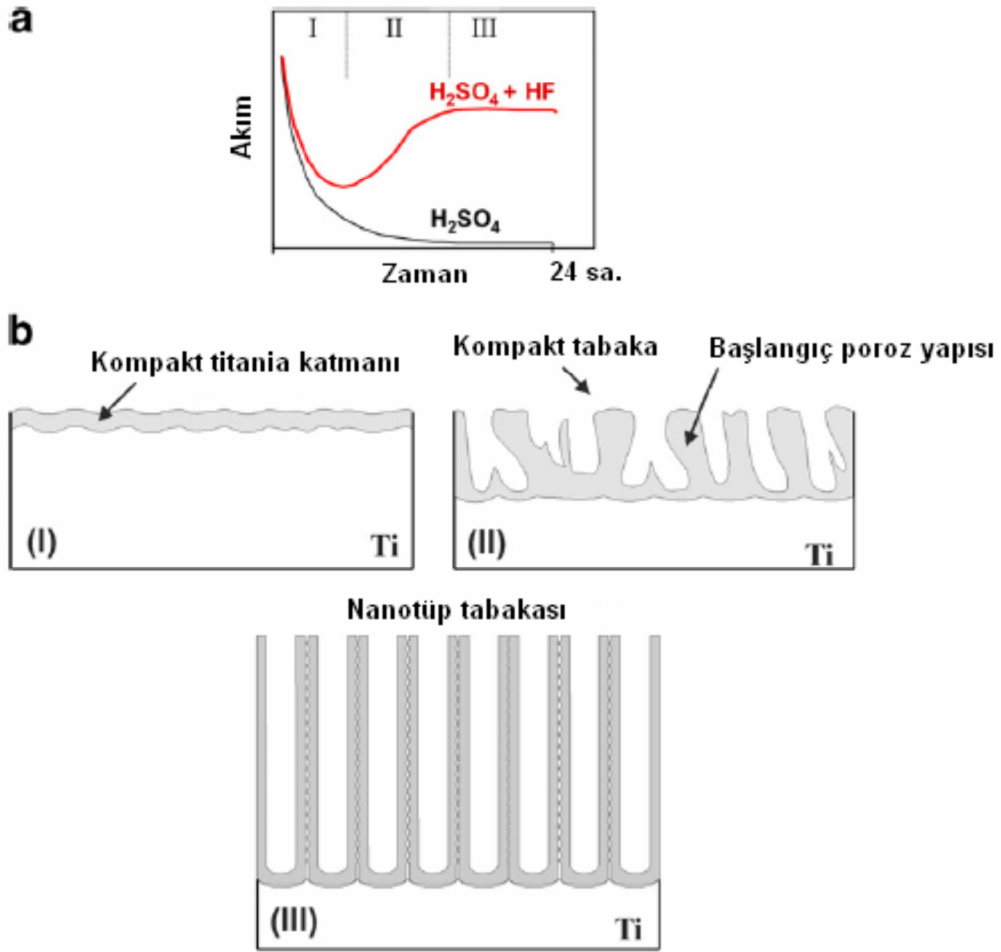 a
I II III
H₂SO₄ + HF
H₂SO₄
Akım
Zaman
24 sa.
b
Kompakt titania katmanı
(I)
Ti
Kompakt tabaka
Başlangıç poroz yapısı
(II)
Ti
Nanotüp tabakası
(III)
Ti